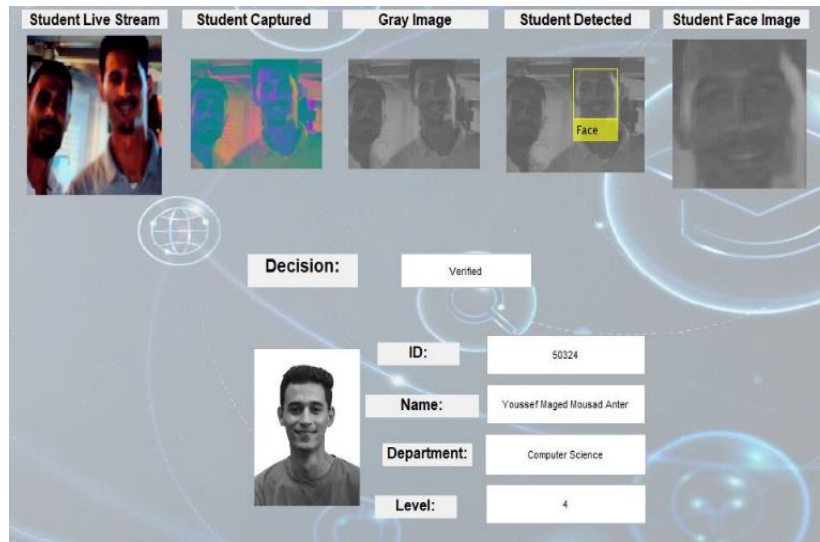 Student Live Stream
Student Captured
Gray Image
Student Detected
Student Face Image
Face
Decision:
Verified
ID:
50324
Name:
Youssef Maged Mousad Anter
Department:
Computer Science
Level:
4